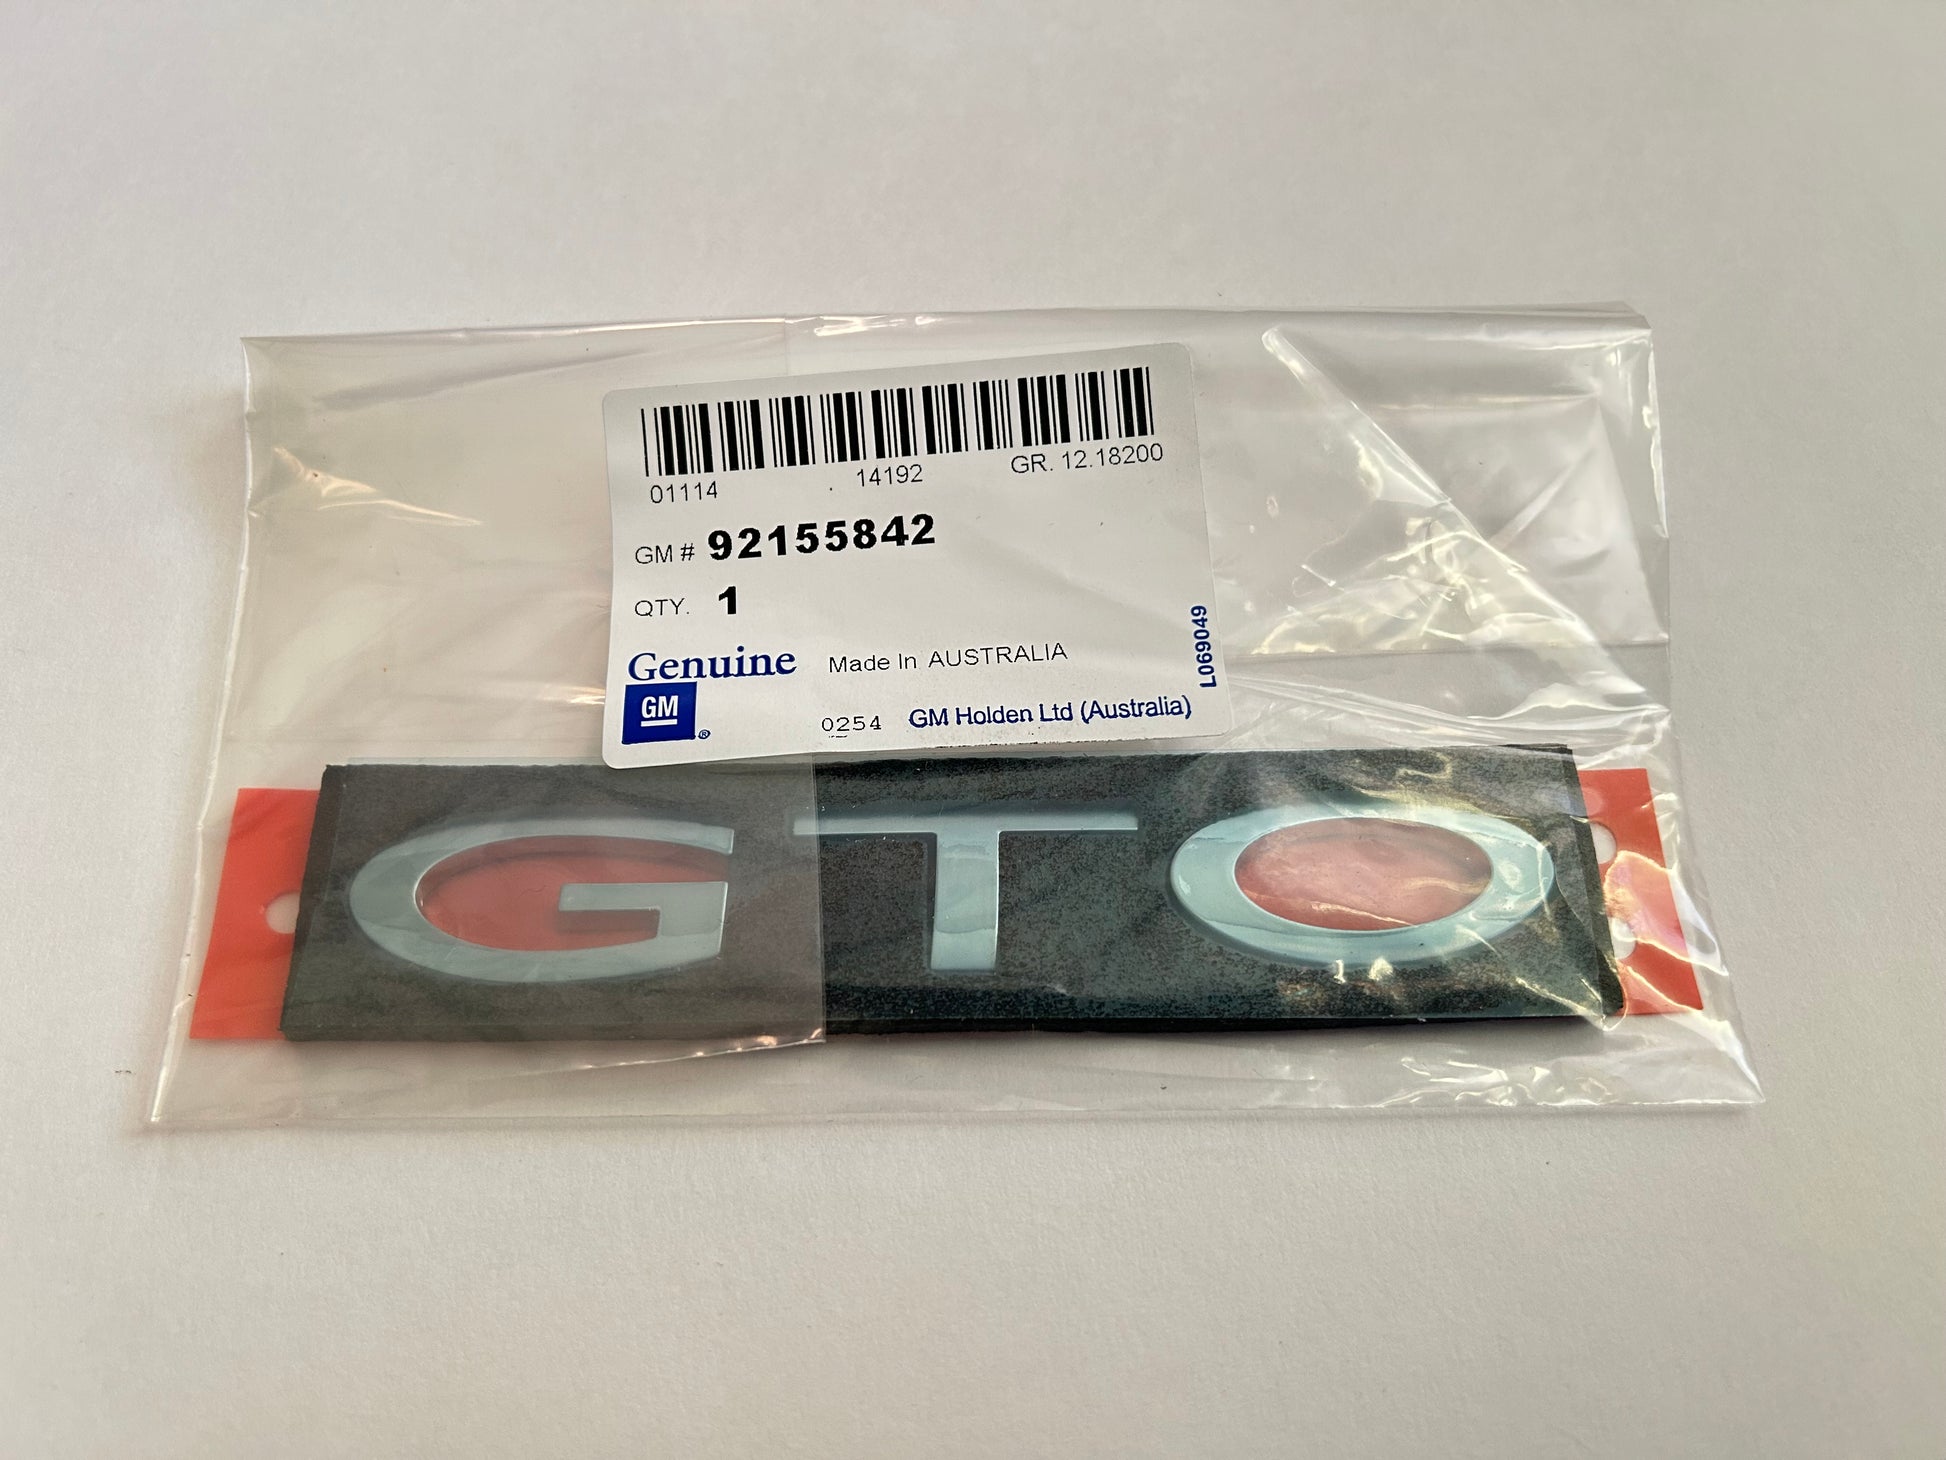 01114 14192 GR. 12.18200
GM # 92155842
QTY. 1
Genuine Made In AUSTRALIA
GM ® 0254 GM Holden Ltd (Australia)
L069049
GTO